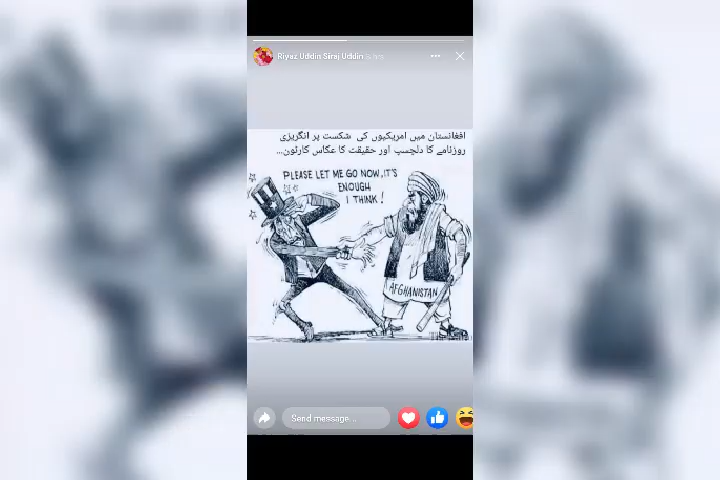 Riyaz Uddin Siraj Uddin
افغانستان میں امریکیوں کی شکست پر انگریزی
روزنامے کا دلچسپ اور حقیقت کا عکاس کارٹون...
PLEASE LET ME GO NOW, IT'S
ENOUGH
I THINK!
AFGHANISTAN
Send message...